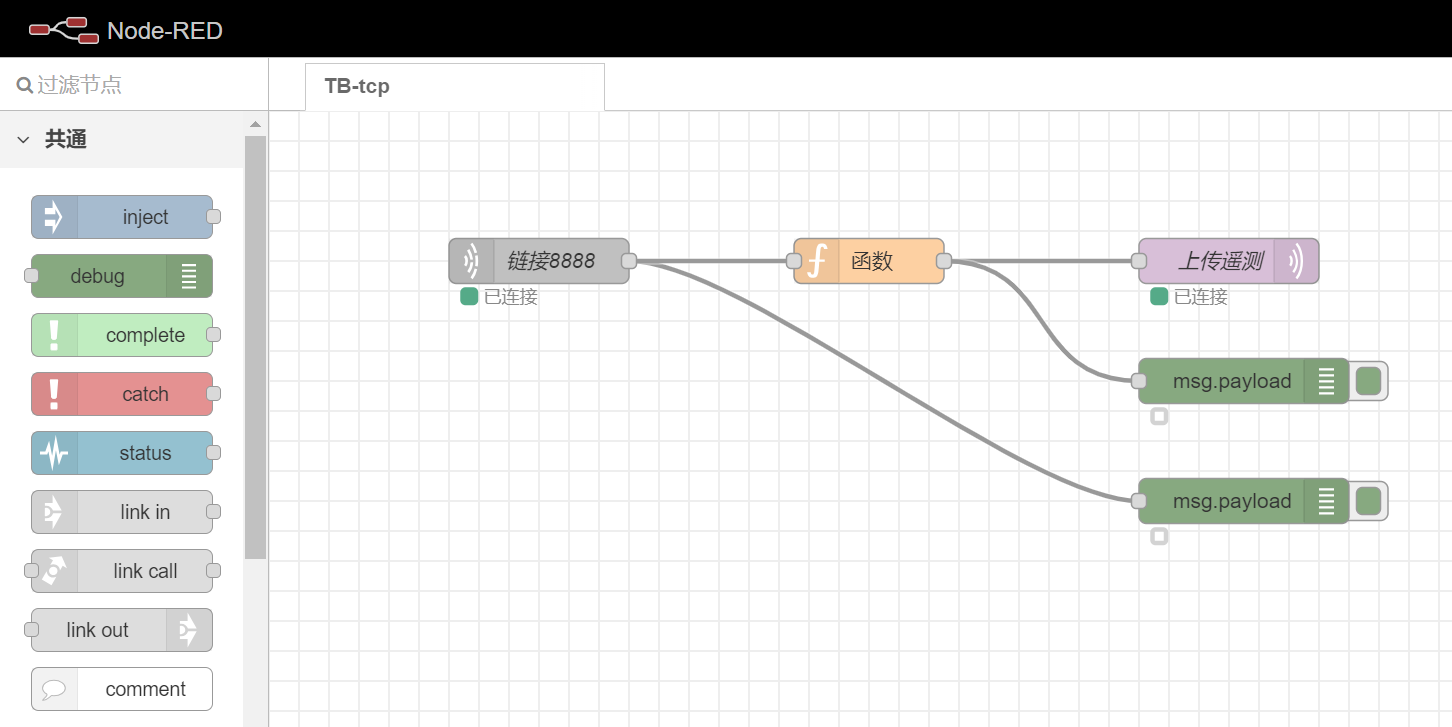 Node-RED
过滤节点
TB-tcp
共通
inject
debug
complete
catch
status
link in
link call
link out
comment
链接8888
已连接
函数
上传遥测
已连接
msg.payload
msg.payload